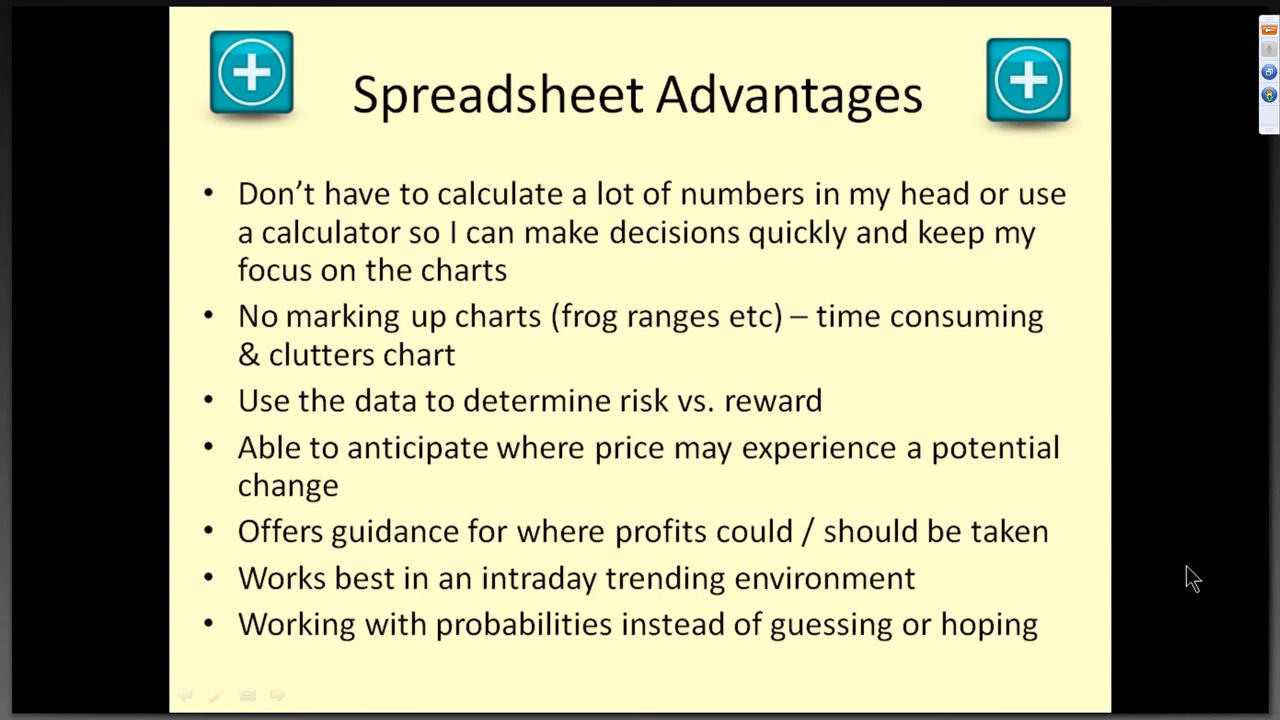 Spreadsheet Advantages
• Don’t have to calculate a lot of numbers in my head or use
a calculator so I can make decisions quickly and keep my
focus on the charts
• No marking up charts (frog ranges etc) – time consuming
& clutters chart
• Use the data to determine risk vs. reward
• Able to anticipate where price may experience a potential
change
• Offers guidance for where profits could / should be taken
• Works best in an intraday trending environment
• Working with probabilities instead of guessing or hoping